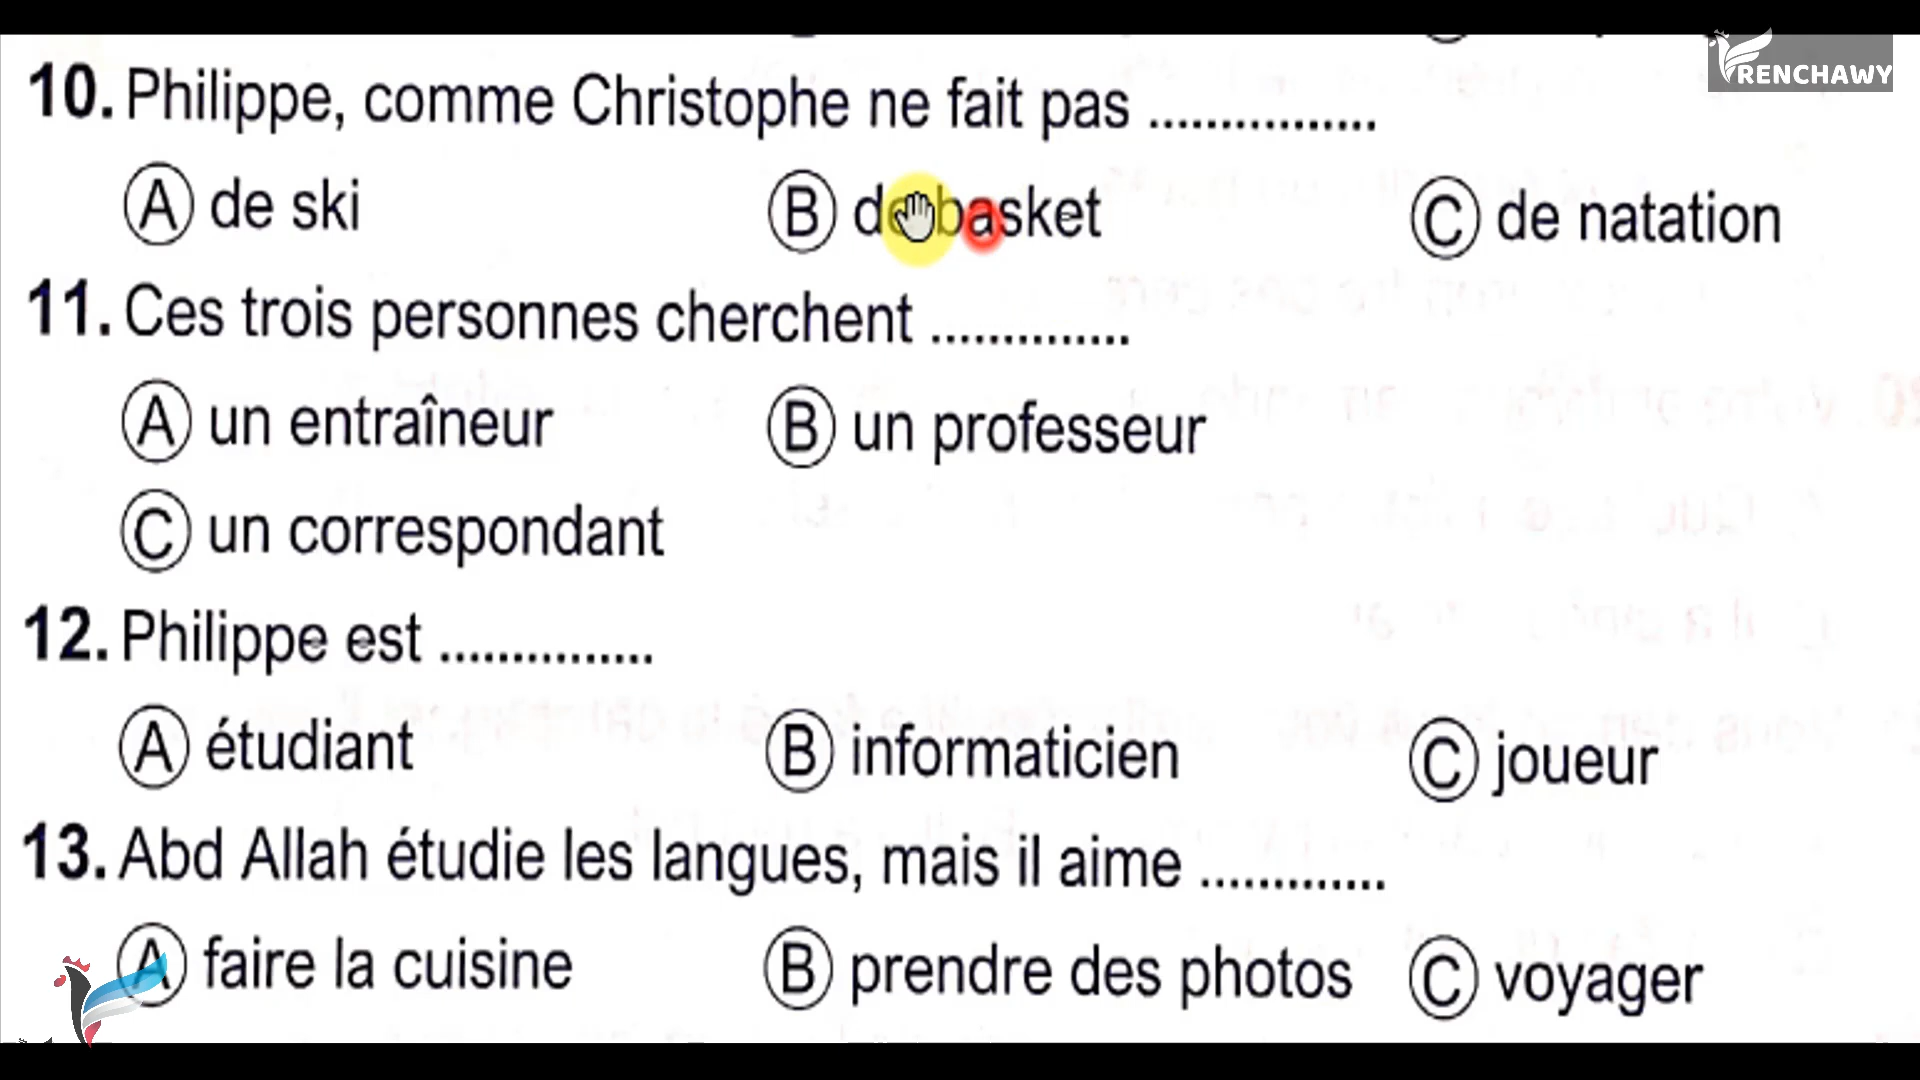 RENCHAWY
10. Philippe, comme Christophe ne fait pas ................
A de ski B de basket C de natation
11. Ces trois personnes cherchent ..............
A un entraîneur B un professeur
C un correspondant
12. Philippe est ...............
A étudiant B informaticien C joueur
13. Abd Allah étudie les langues, mais il aime .............
A faire la cuisine B prendre des photos C voyager